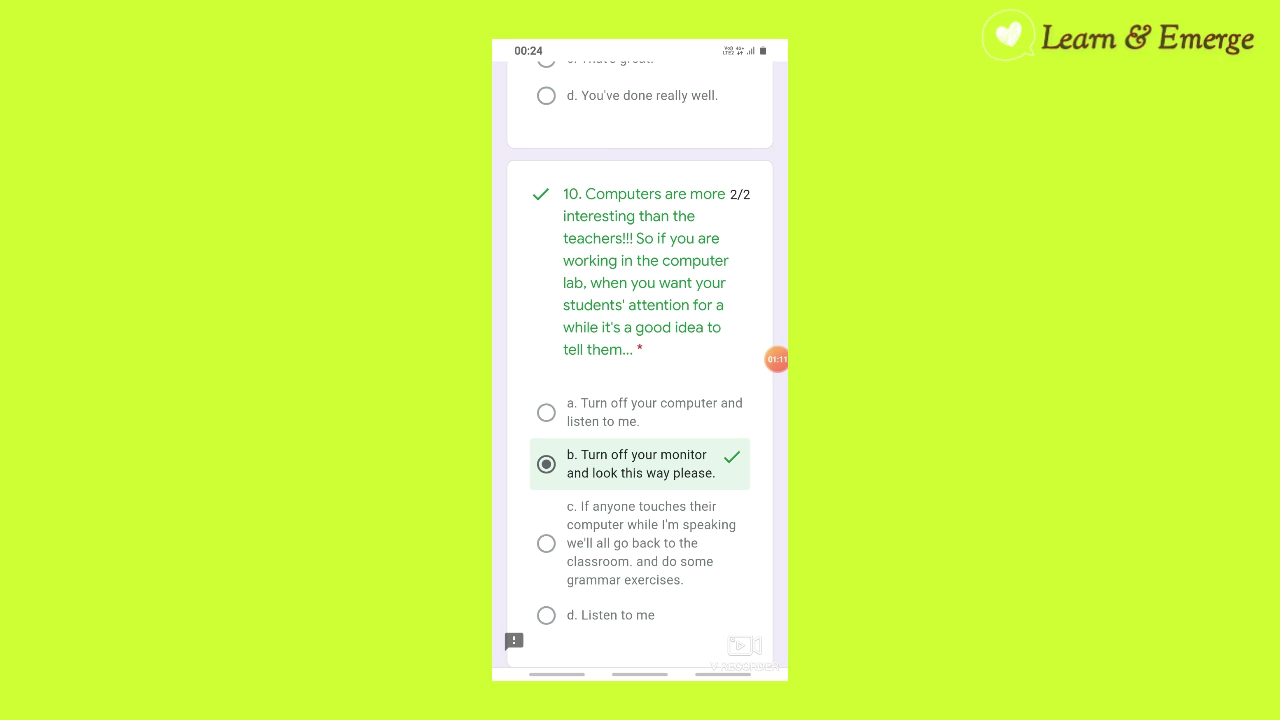 Learn & Emerge
00:24
d. You've done really well.
10. Computers are more 2/2
interesting than the
teachers!!! So if you are
working in the computer
lab, when you want your
students' attention for a
while it's a good idea to
tell them... *
01:11
a. Turn off your computer and
listen to me.
b. Turn off your monitor
and look this way please.
c. If anyone touches their
computer while I'm speaking
we'll all go back to the
classroom. and do some
grammar exercises.
d. Listen to me
V RECORDER